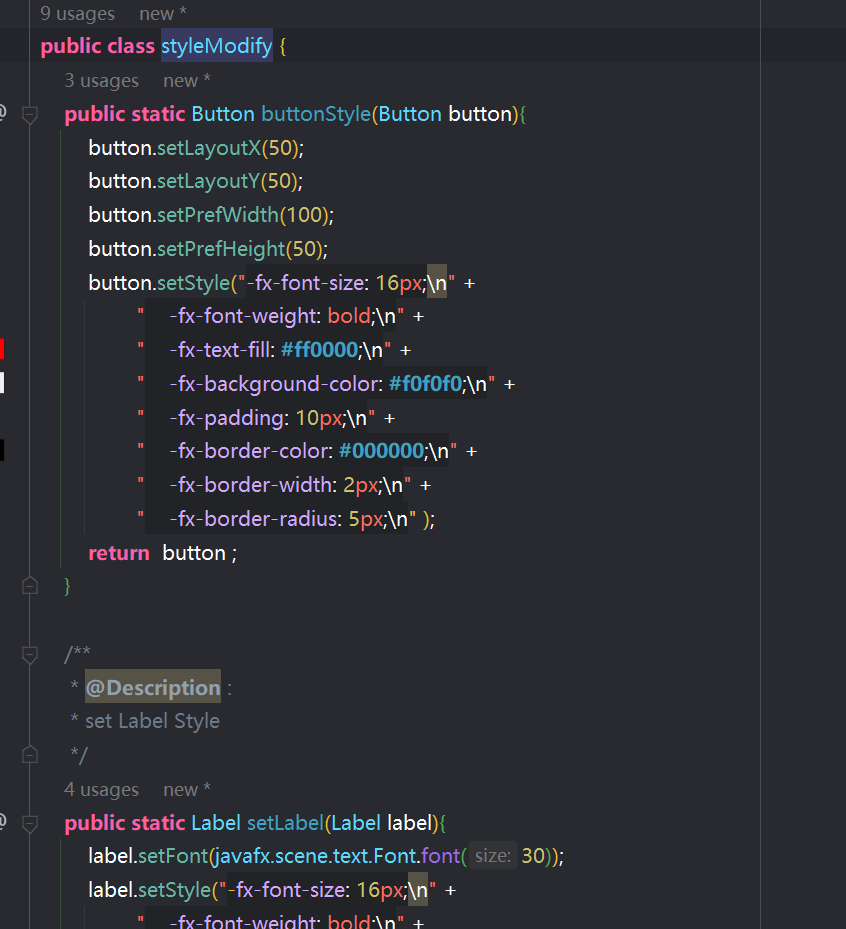 9 usages new *
public class styleModify {
3 usages new *
public static Button buttonStyle(Button button){
button.setLayoutX(50);
button.setLayoutY(50);
button.setPrefWidth(100);
button.setPrefHeight(50);
button.setStyle("-fx-font-size: 16px;\n" +
" -fx-font-weight: bold;\n" +
" -fx-text-fill: #ff0000;\n" +
" -fx-background-color: #f0f0f0;\n" +
" -fx-padding: 10px;\n" +
" -fx-border-color: #000000;\n" +
" -fx-border-width: 2px;\n" +
" -fx-border-radius: 5px;\n" );
return button ;
}
/**
* @Description :
* set Label Style
*/
4 usages new *
public static Label setLabel(Label label){
label.setFont(javafx.scene.text.Font.font( size: 30));
label.setStyle("-fx-font-size: 16px;\n" +
" -fx-font-weight: bold;\n" +